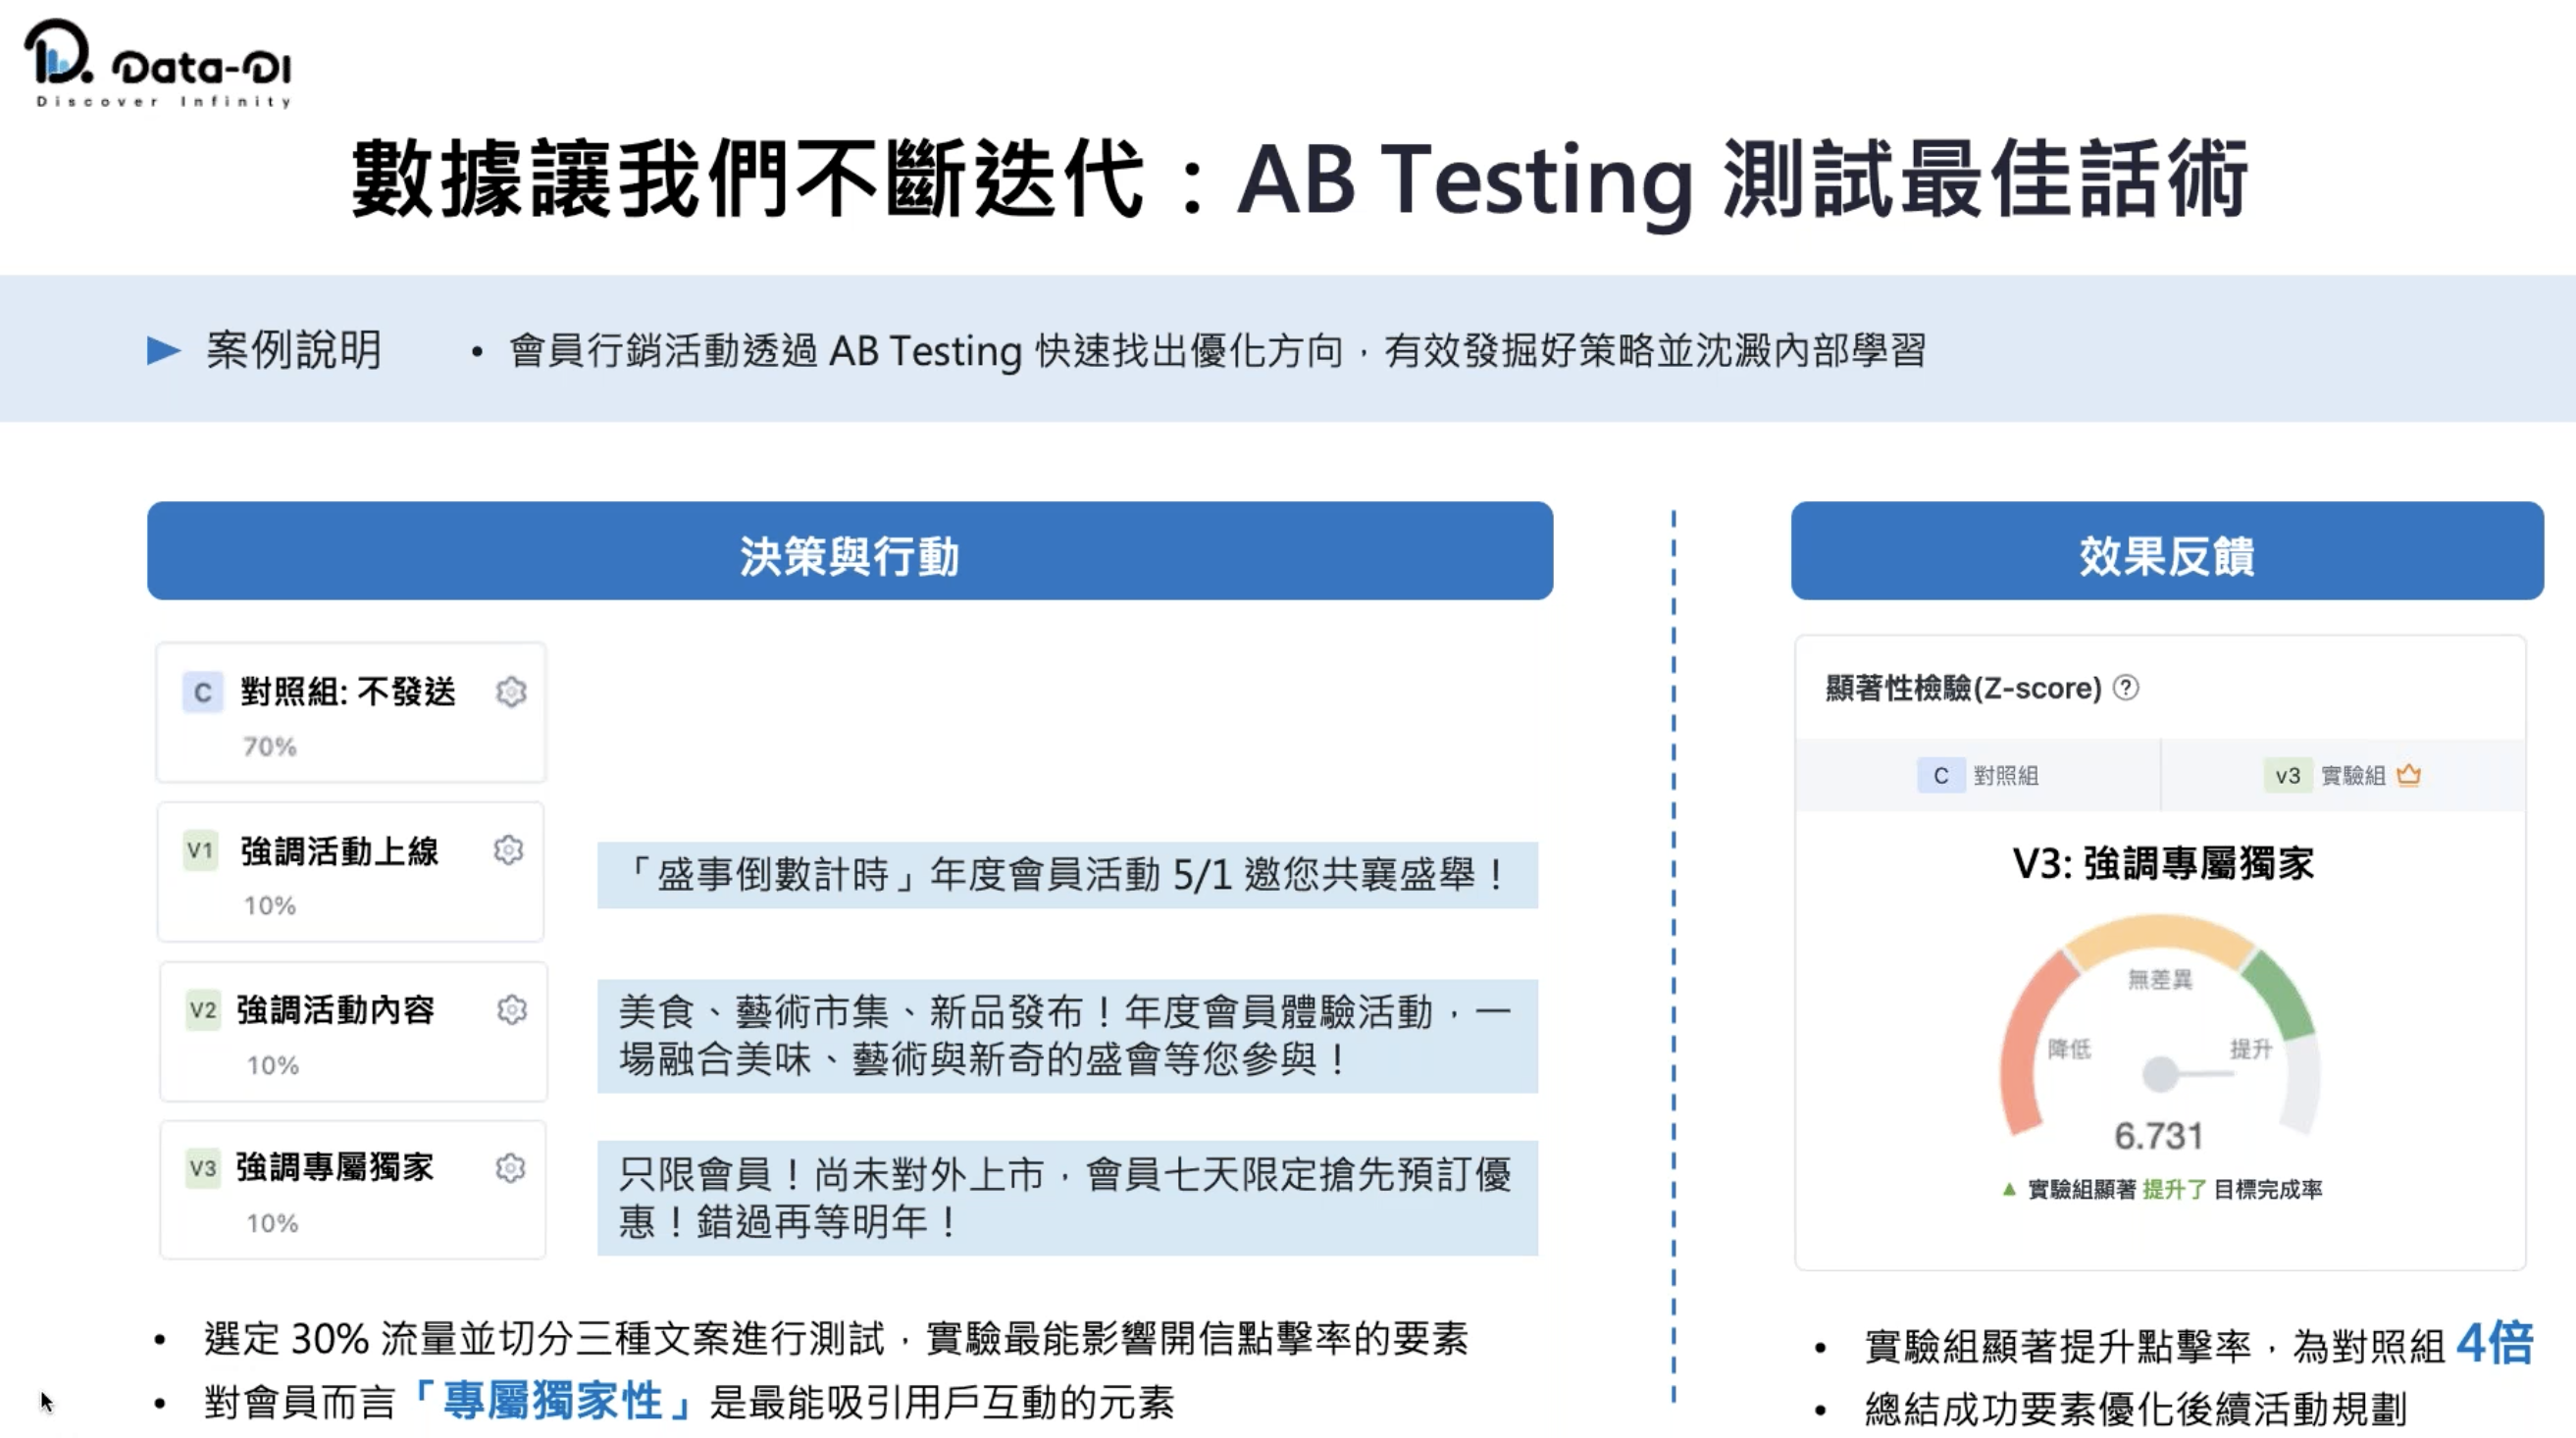 Data-DI
Discover Infinity
數據讓我們不斷迭代：AB Testing 測試最佳話術
案例說明
• 會員行銷活動透過 AB Testing 快速找出優化方向，有效發掘好策略並沈澱內部學習
決策與行動
C 對照組: 不發送
70%
V1 強調活動上線
10%
「盛事倒數計時」年度會員活動 5/1 邀您共襄盛舉！
V2 強調活動內容
10%
美食、藝術市集、新品發布！年度會員體驗活動，一
場融合美味、藝術與新奇的盛會等您參與！
V3 強調專屬獨家
10%
只限會員！尚未對外上市，會員七天限定搶先預訂優
惠！錯過再等明年！
• 選定 30% 流量並切分三種文案進行測試，實驗最能影響開信點擊率的要素
• 對會員而言「專屬獨家性」是最能吸引用戶互動的元素
效果反饋
顯著性檢驗(Z-score) ?
C 對照組
v3 實驗組
V3: 強調專屬獨家
無差異
降低
提升
6.731
▲ 實驗組顯著 提升了 目標完成率
• 實驗組顯著提升點擊率，為對照組 4倍
• 總結成功要素優化後續活動規劃